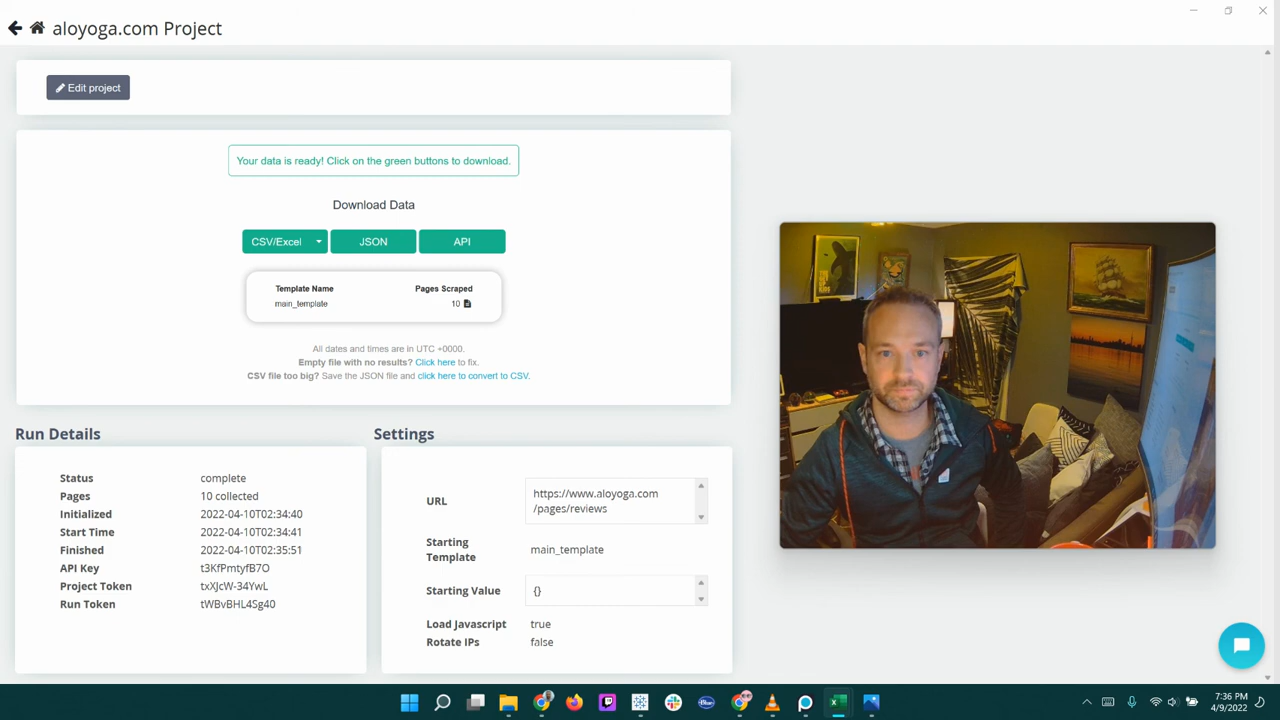 aloyoga.com Project
Edit project
Your data is ready! Click on the green buttons to download.
Download Data
CSV/Excel JSON API
Template Name Pages Scraped
main_template 10
All dates and times are in UTC +0000.
Empty file with no results? Click here to fix.
CSV file too big? Save the JSON file and click here to convert to CSV.
Run Details
Status complete
Pages 10 collected
Initialized 2022-04-10T02:34:40
Start Time 2022-04-10T02:34:41
Finished 2022-04-10T02:35:51
API Key t3KfPmtyfB7O
Project Token txXJcW-34YwL
Run Token tWBvBHL4Sg40
Settings
URL https://www.aloyoga.com
/pages/reviews
Starting
Template main_template
Starting Value {}
Load Javascript true
Rotate IPs false
7:36 PM
4/9/2022